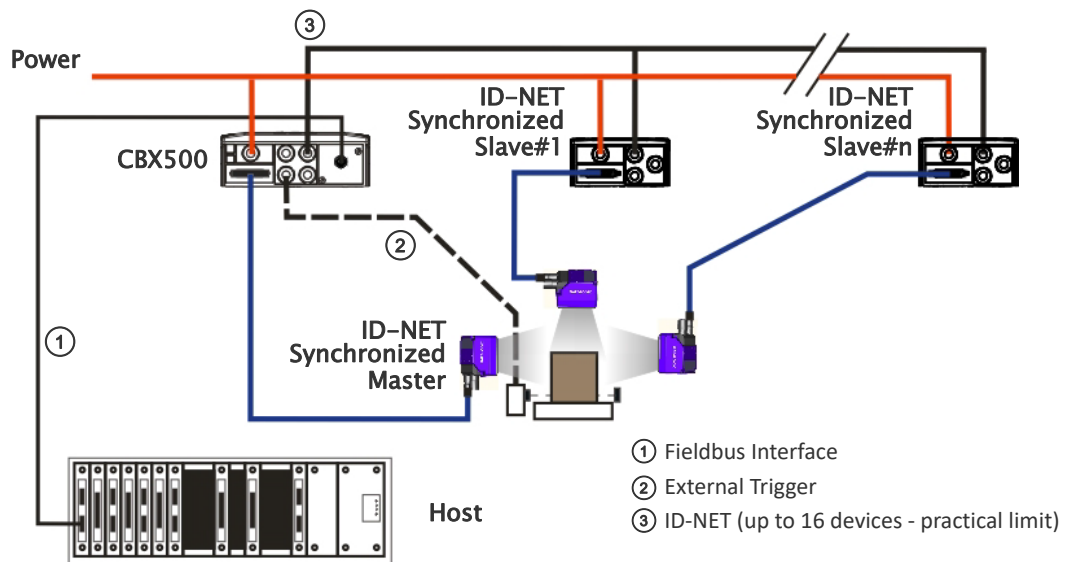 ③
Power
ID–NET
Synchronized
Slave#1
ID–NET
Synchronized
Slave#n
CBX500
②
①
ID–NET
Synchronized
Master
① Fieldbus Interface
② External Trigger
③ ID-NET (up to 16 devices - practical limit)
Host